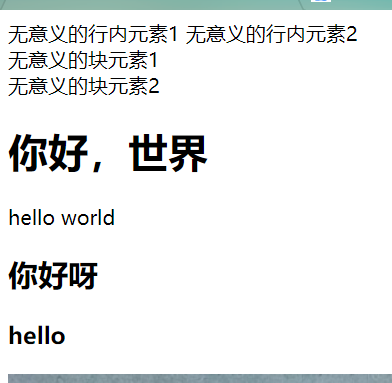 无意义的行内元素1 无意义的行内元素2
无意义的块元素1
无意义的块元素2
你好，世界
hello world
你好呀
hello